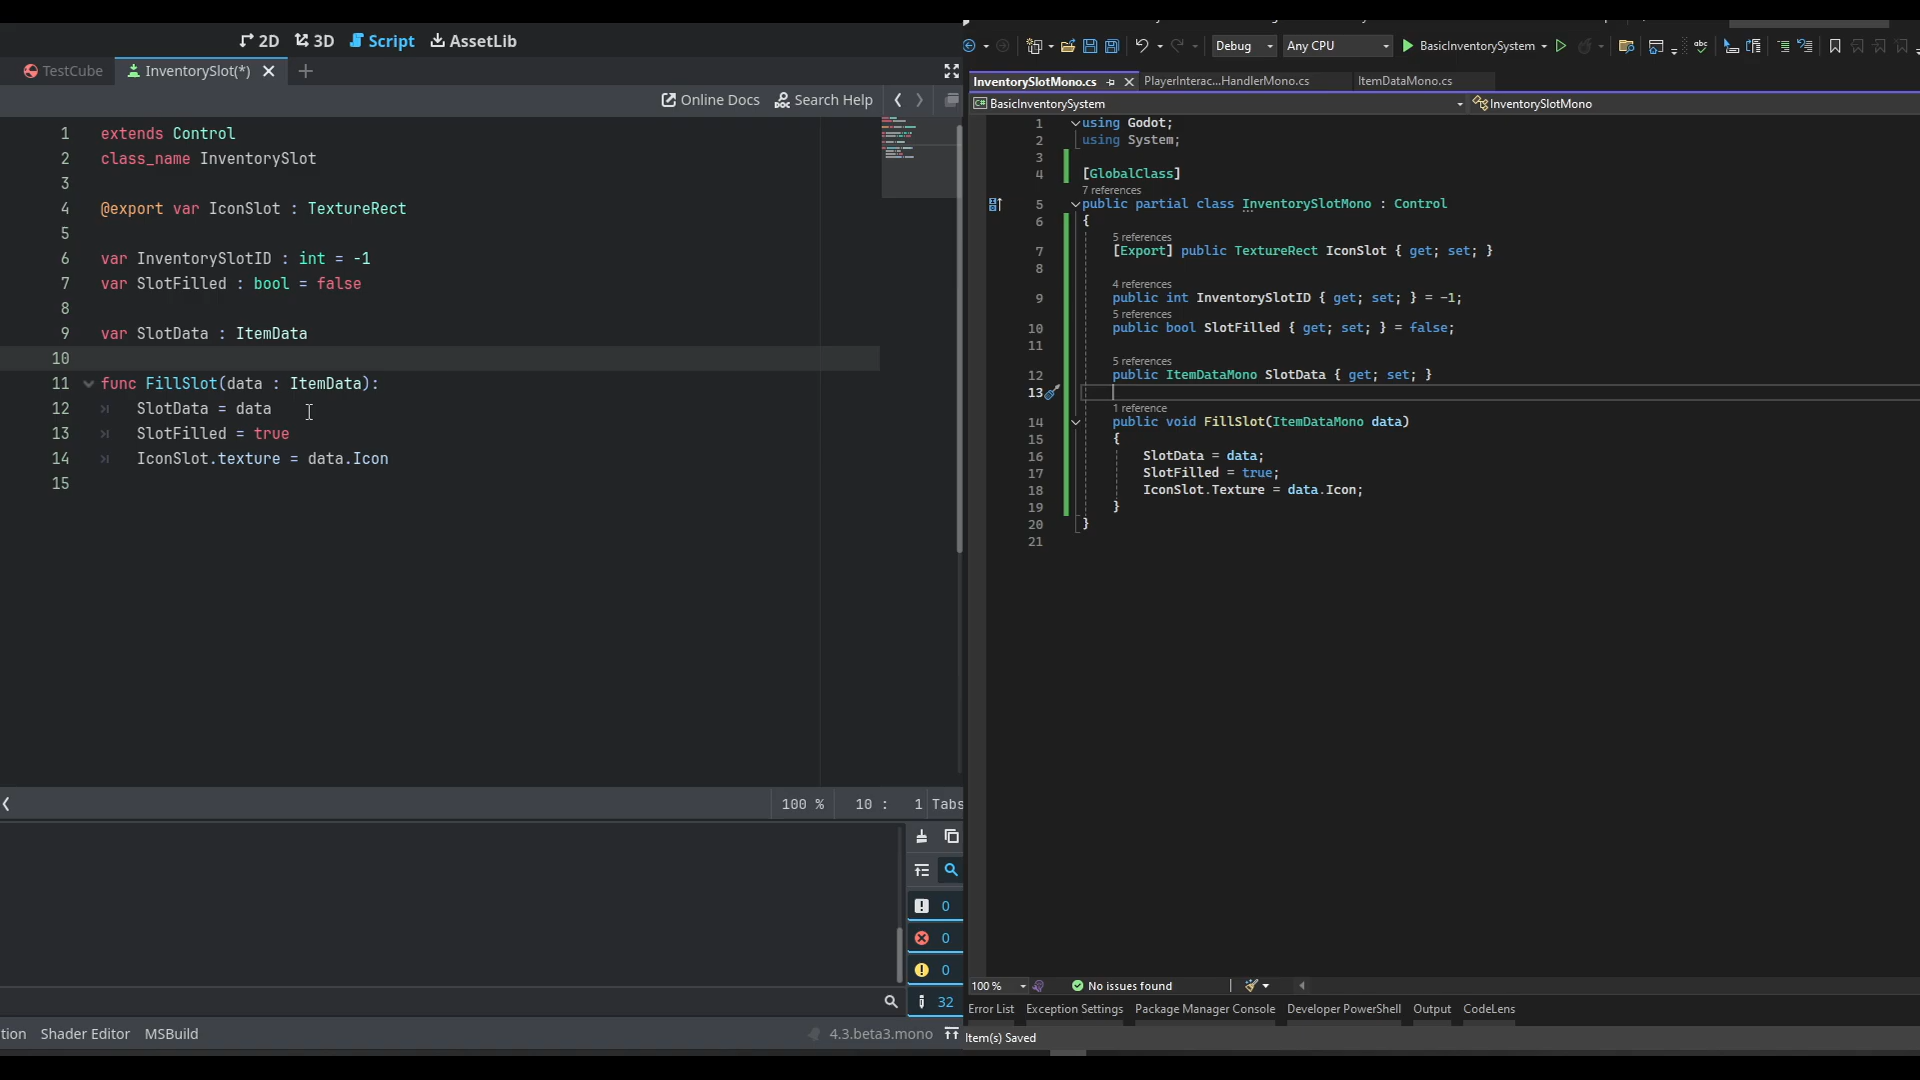 2D 3D Script AssetLib
TestCube InventorySlot(*)
Online Docs Search Help
1 extends Control
2 class_name InventorySlot
3
4 @export var IconSlot : TextureRect
5
6 var InventorySlotID : int = -1
7 var SlotFilled : bool = false
8
9 var SlotData : ItemData
10
11 func FillSlot(data : ItemData):
12 SlotData = data
13 SlotFilled = true
14 IconSlot.texture = data.Icon
15
100 % 10 : 1 Tabs
0
0
0
32
tion Shader Editor MSBuild 4.3.beta3.mono
Debug Any CPU BasicInventorySystem
InventorySlotMono.cs PlayerInterac...HandlerMono.cs ItemDataMono.cs
BasicInventorySystem InventorySlotMono
1 using Godot;
2 using System;
3
4 [GlobalClass]
7 references
5 public partial class InventorySlotMono : Control
6 {
5 references
7 [Export] public TextureRect IconSlot { get; set; }
8
4 references
9 public int InventorySlotID { get; set; } = -1;
5 references
10 public bool SlotFilled { get; set; } = false;
11
5 references
12 public ItemDataMono SlotData { get; set; }
13
1 reference
14 public void FillSlot(ItemDataMono data)
15 {
16 SlotData = data;
17 SlotFilled = true;
18 IconSlot.Texture = data.Icon;
19 }
20 }
21
100 % No issues found
Error List Exception Settings Package Manager Console Developer PowerShell Output CodeLens
Item(s) Saved